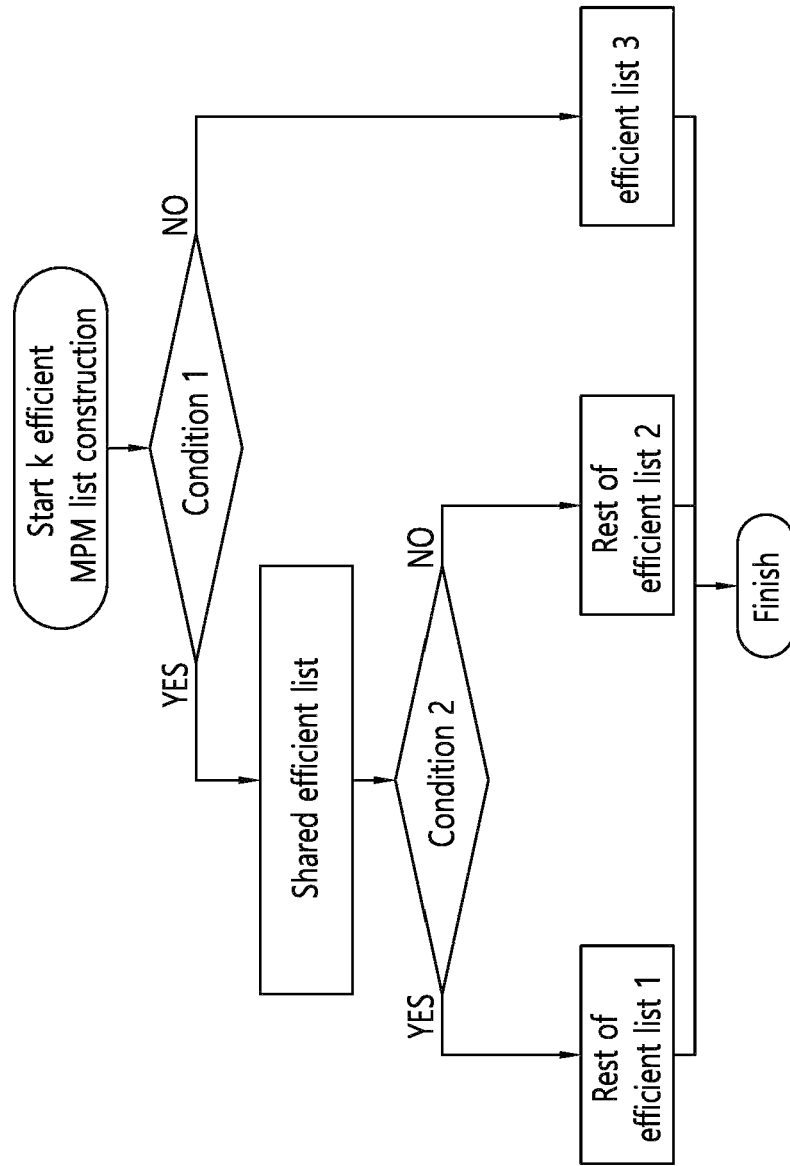 Start k efficient
MPM list construction
Condition 1
YES
NO
Shared efficient list
Condition 2
YES
NO
Rest of
efficient list 1
Rest of
efficient list 2
efficient list 3
Finish